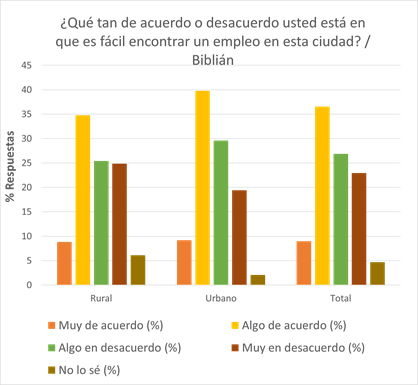 ¿Qué tan de acuerdo o desacuerdo usted está en
que es fácil encontrar un empleo en esta ciudad? /
Biblián
% Respuestas
45
40
35
30
25
20
15
10
5
0
Rural Urbano Total
Muy de acuerdo (%) Algo de acuerdo (%)
Algo en desacuerdo (%) Muy en desacuerdo (%)
No lo sé (%)